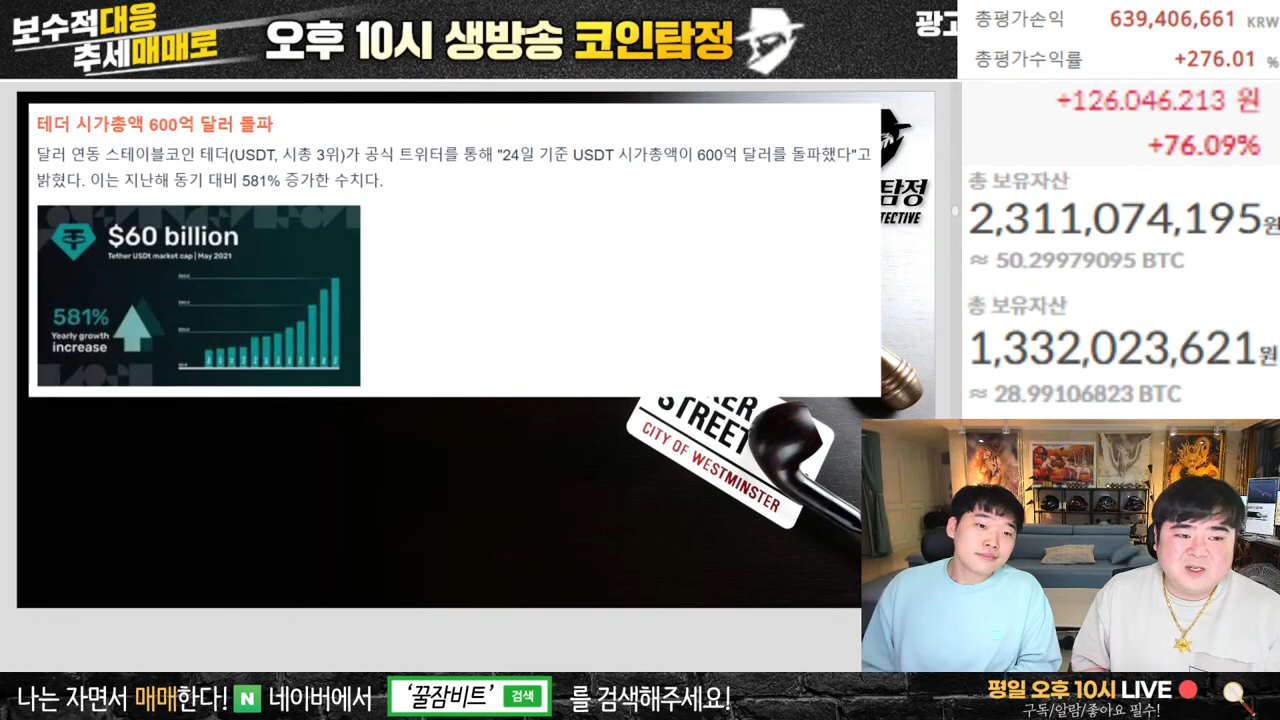 보수적대응
추세매매로
오후 10시 생방송 코인탐정
광고
총평가손익 639,406,661 KRW
총평가수익률 +276.01 %
+126.046.213 원
+76.09%
총 보유자산
2,311,074,195원
≈ 50.29979095 BTC
총 보유자산
1,332,023,621원
≈ 28.99106823 BTC
테더 시가총액 600억 달러 돌파
달러 연동 스테이블코인 테더(USDT, 시총 3위)가 공식 트위터를 통해 "24일 기준 USDT 시가총액이 600억 달러를 돌파했다"고
밝혔다. 이는 지난해 동기 대비 581% 증가한 수치다.
$60 billion
Tether USDt market cap | May 2021
581%
Yearly growth
increase
탐정
TECTIVE
KER
STREET
CITY OF WESTMINSTER
나는 자면서 매매한다! N 네이버에서 '꿀잠비트' 검색 를 검색해주세요!
평일 오후 10시 LIVE
구독/알람/좋아요 필수!